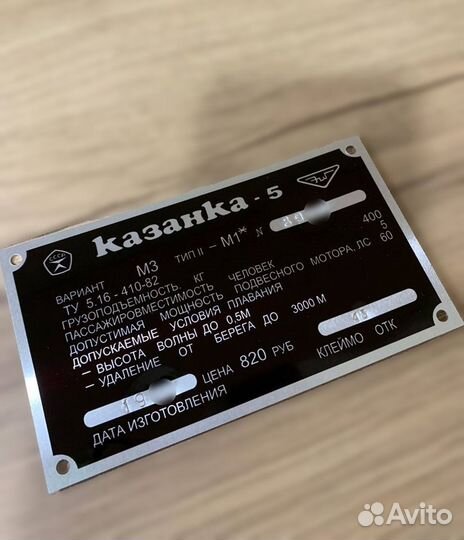 СССР
казанка - 5
ВАРИАНТ М3 ТИП II – М1* N
ТУ 5.16 - 410-82
ГРУЗОПОДЪЕМНОСТЬ, КГ 400
ПАССАЖИРОВМЕСТИМОСТЬ, ЧЕЛОВЕК 5
ДОПУСТИМАЯ МОЩНОСТЬ ПОДВЕСНОГО МОТОРА, ЛС 60
ДОПУСКАЕМЫЕ УСЛОВИЯ ПЛАВАНИЯ
– ВЫСОТА ВОЛНЫ ДО 0.5М
– УДАЛЕНИЕ ОТ БЕРЕГА ДО 3000 М
19 ЦЕНА 820 РУБ
ДАТА ИЗГОТОВЛЕНИЯ КЛЕЙМО ОТК
Avito